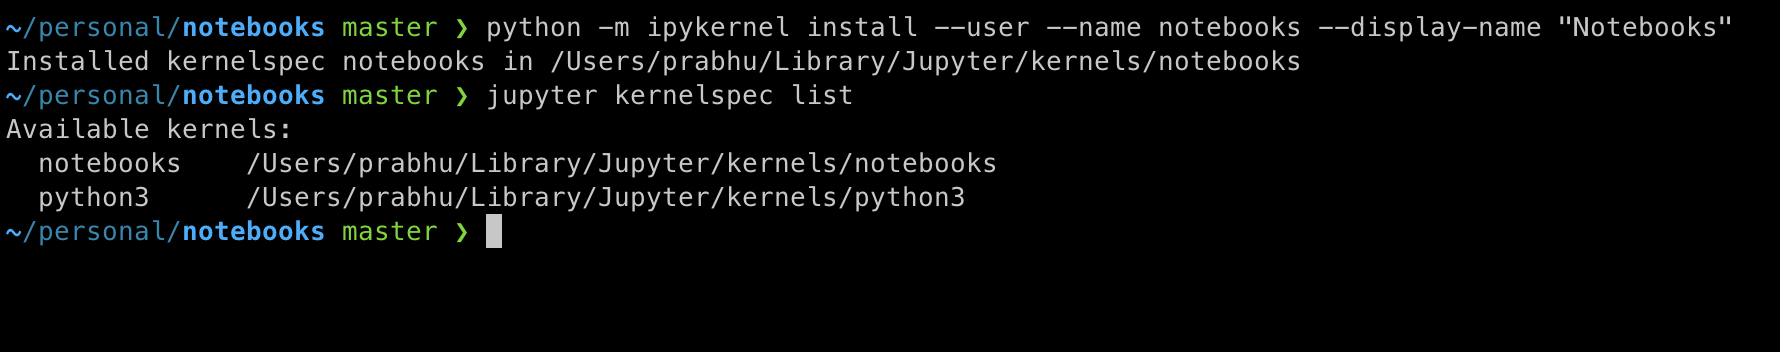 ~/personal/notebooks master ❯ python -m ipykernel install --user --name notebooks --display-name "Notebooks"
Installed kernelspec notebooks in /Users/prabhu/Library/Jupyter/kernels/notebooks
~/personal/notebooks master ❯ jupyter kernelspec list
Available kernels:
  notebooks    /Users/prabhu/Library/Jupyter/kernels/notebooks
  python3      /Users/prabhu/Library/Jupyter/kernels/python3
~/personal/notebooks master ❯